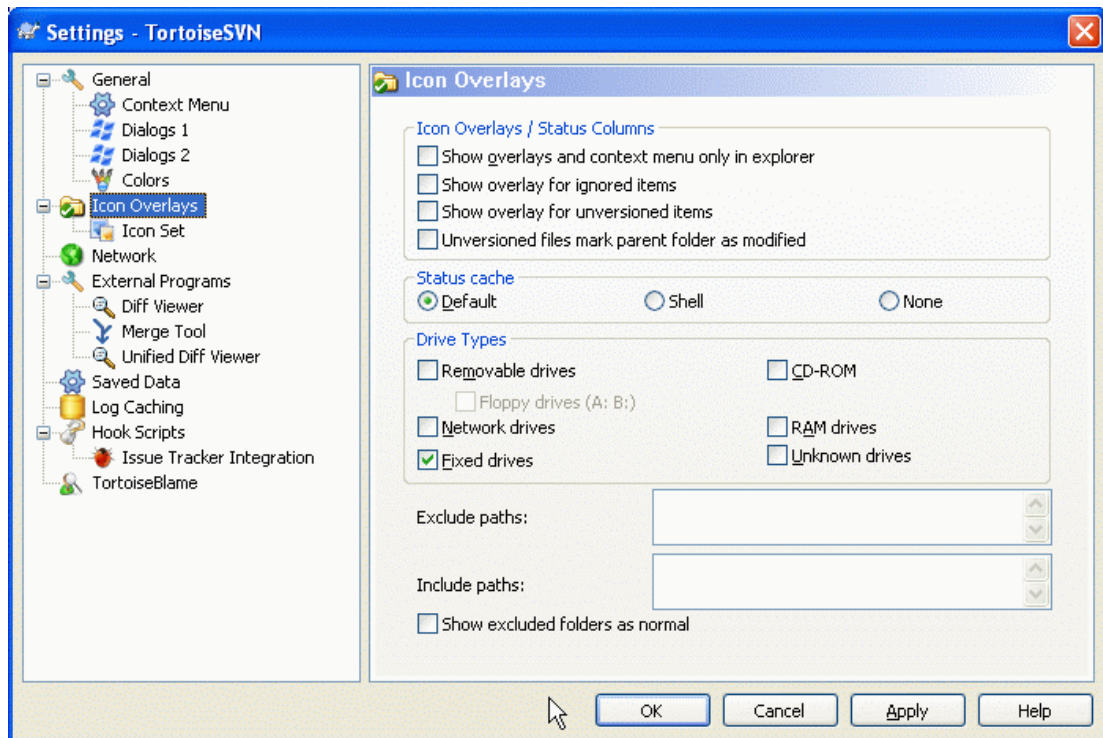 Settings - TortoiseSVN
General
Context Menu
Dialogs 1
Dialogs 2
Colors
Icon Overlays
Icon Set
Network
External Programs
Diff Viewer
Merge Tool
Unified Diff Viewer
Saved Data
Log Caching
Hook Scripts
Issue Tracker Integration
TortoiseBlame
Icon Overlays
Icon Overlays / Status Columns
Show overlays and context menu only in explorer
Show overlay for ignored items
Show overlay for unversioned items
Unversioned files mark parent folder as modified
Status cache
Default Shell None
Drive Types
Removable drives CD-ROM
Floppy drives (A: B:)
Network drives RAM drives
Fixed drives Unknown drives
Exclude paths:
Include paths:
Show excluded folders as normal
OK Cancel Apply Help